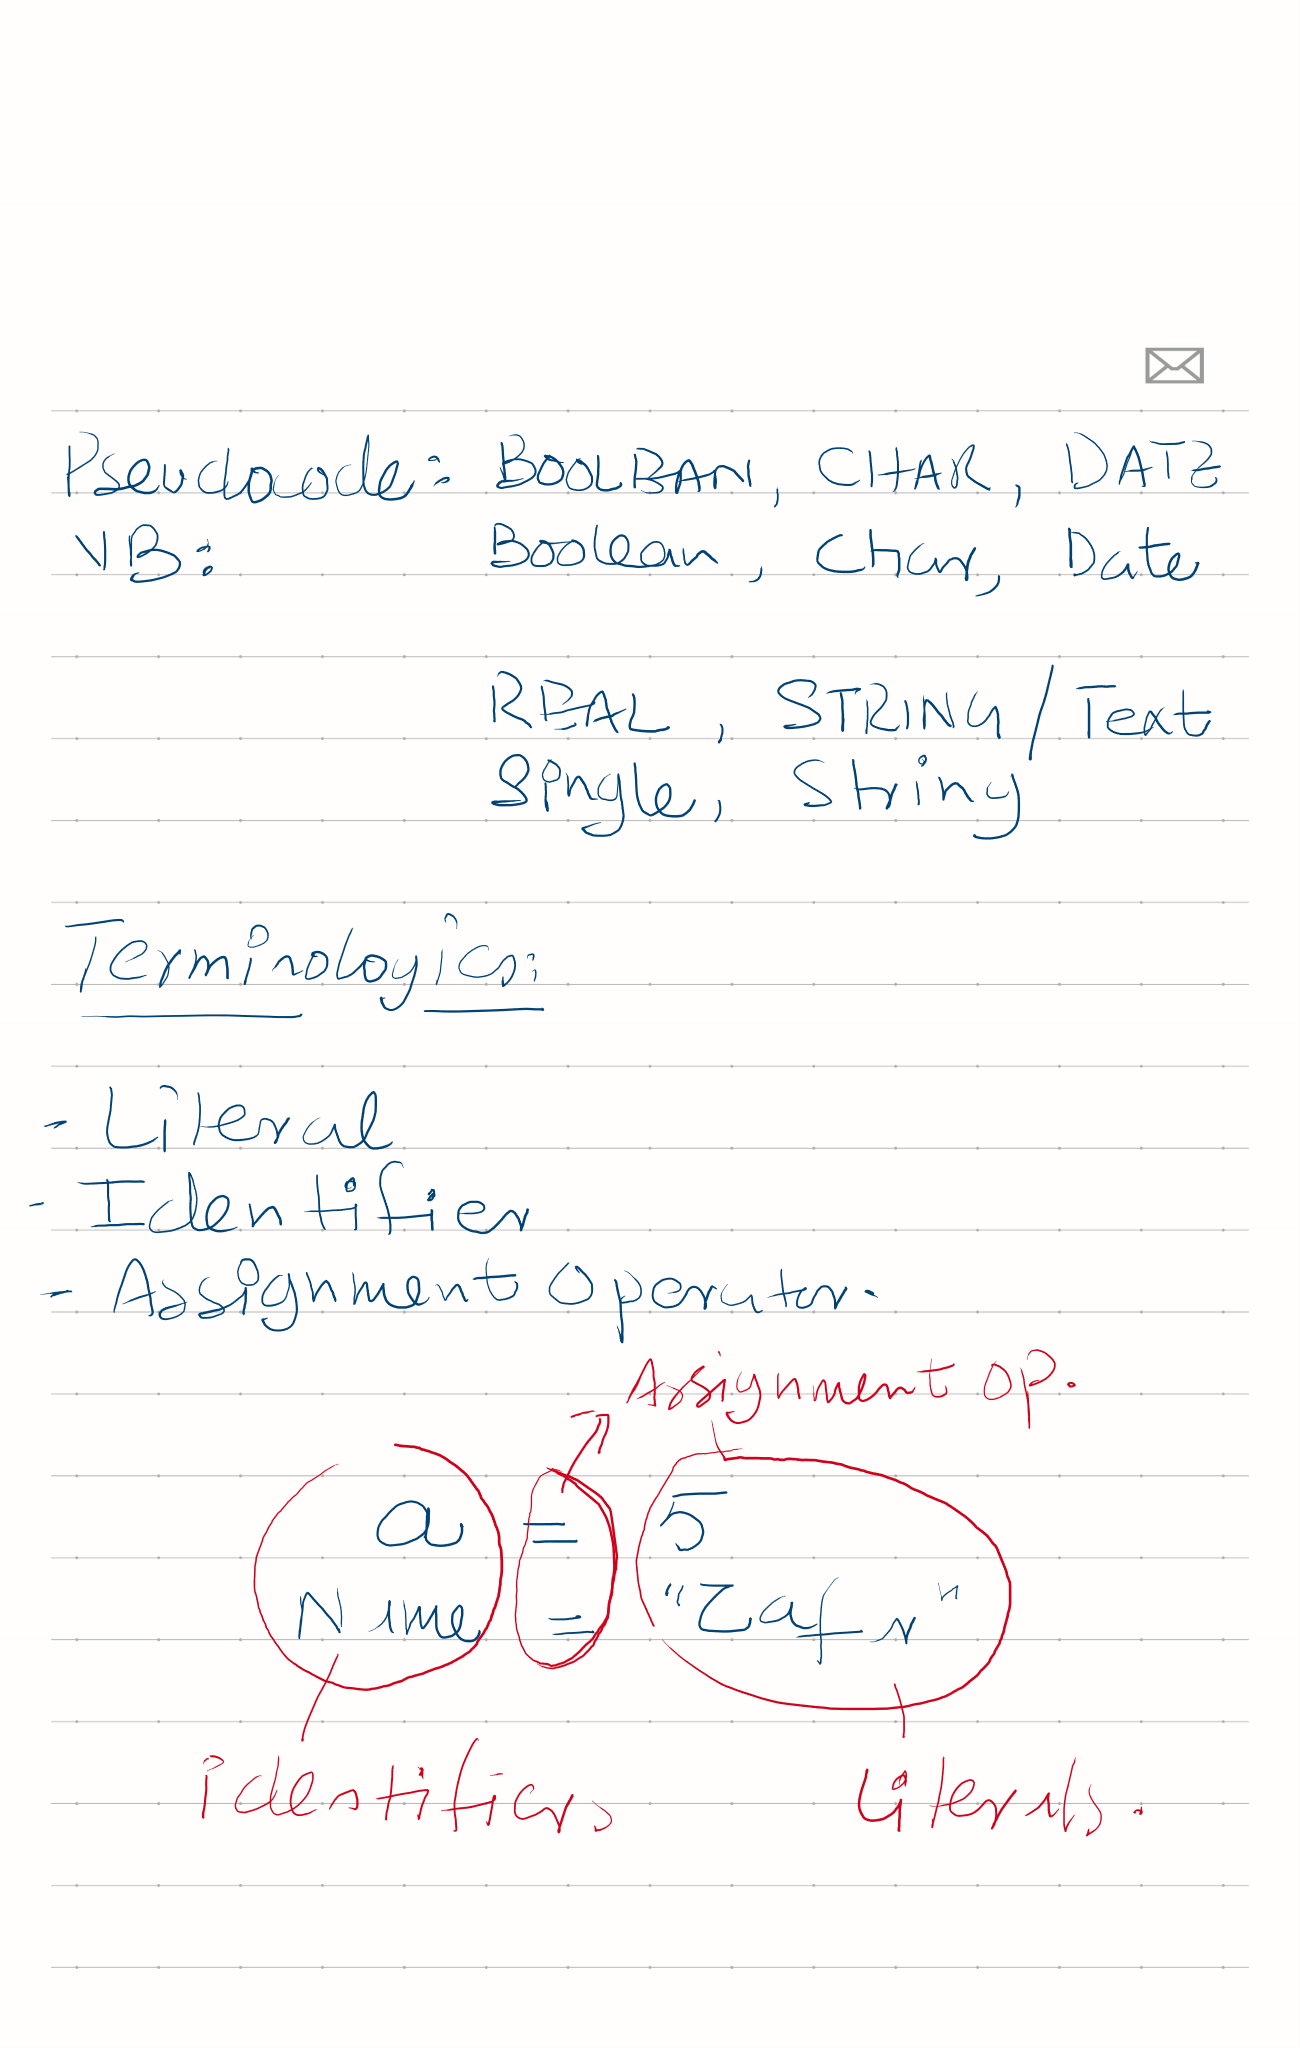 Pseudocode: BOOLEAN, CHAR, DATE
VB: Boolean, Char, Date
REAL, STRING / Text
Single, String
Terminologies:
- Literal
- Identifier
- Assignment Operator.
Assignment OP.
a = 5
Name = "Zafr"
identifiers Literals.